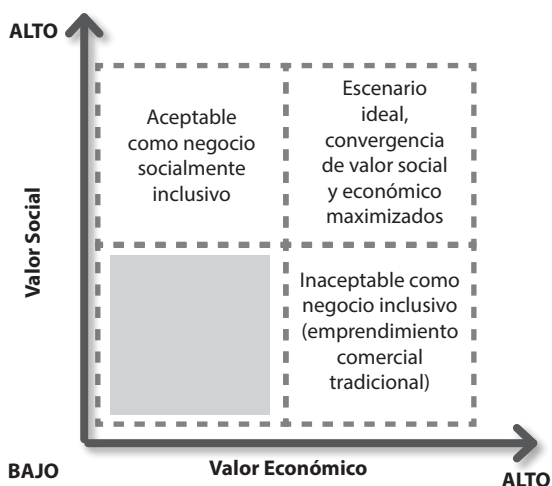 ALTO
Aceptable
como negocio
socialmente
inclusivo
Escenario
ideal,
convergencia
de valor social
y económico
maximizados
Valor Social
Inaceptable como
negocio inclusivo
(emprendimiento
comercial
tradicional)
BAJO
Valor Económico
ALTO